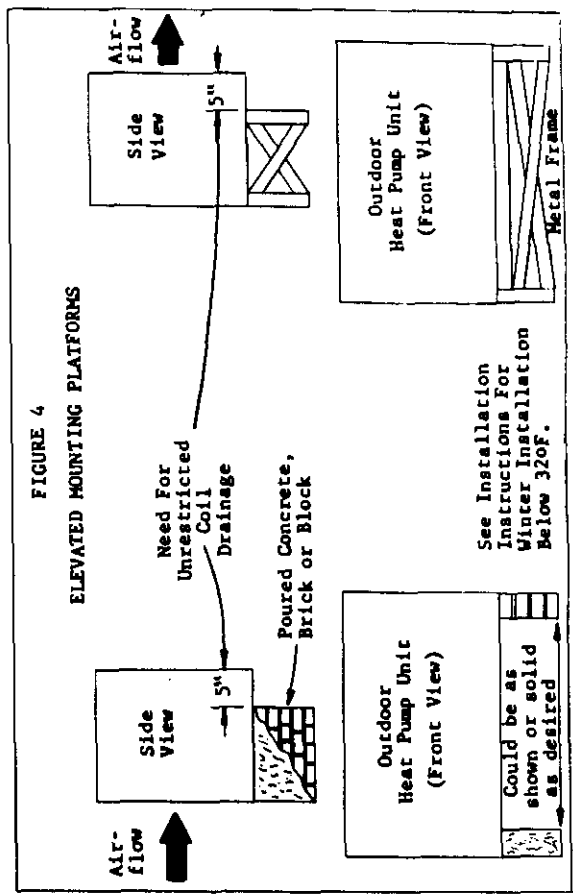 FIGURE 4
ELEVATED MOUNTING PLATFORMS
Air-
flow
Side
View
5"
Need For
Unrestricted
Coil
Drainage
Poured Concrete,
Brick or Block
Side
View
5"
Air-
flow
Outdoor
Heat Pump Unit
(Front View)
Could be as
shown or solid
as desired
See Installation
Instructions For
Winter Installation
Below 32oF.
Outdoor
Heat Pump Unit
(Front View)
Metal Frame